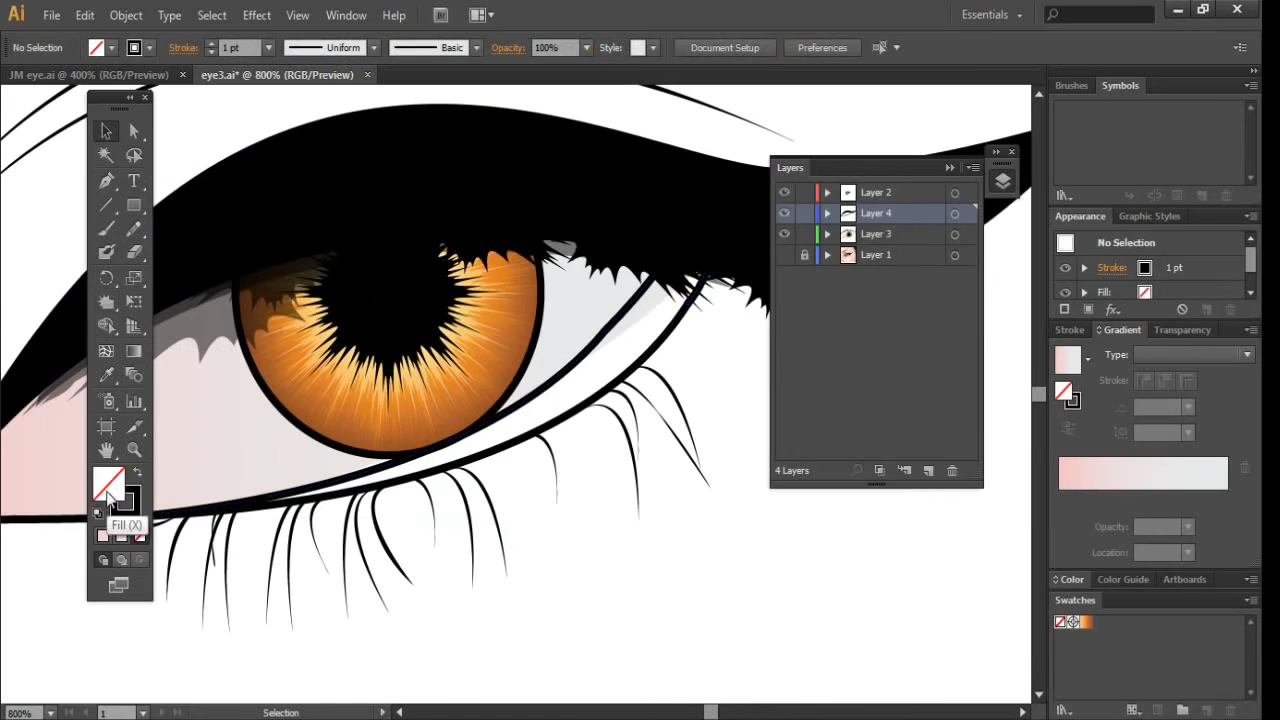 Ai File Edit Object Type Select Effect View Window Help Br Essentials
No Selection Stroke: 1 pt Uniform Basic Opacity: 100% Style: Document Setup Preferences
JM eye.ai @ 400% (RGB/Preview) × eye3.ai* @ 800% (RGB/Preview) ×
Brushes Symbols
Layers
Layer 2
Layer 4
Layer 3
Layer 1
4 Layers
Appearance Graphic Styles
No Selection
Stroke: 1 pt
Fill:
fx
Stroke Gradient Transparency
Type:
Stroke:
Opacity:
Location:
Color Color Guide Artboards
Swatches
T
Fill (X)
800% 1 Selection